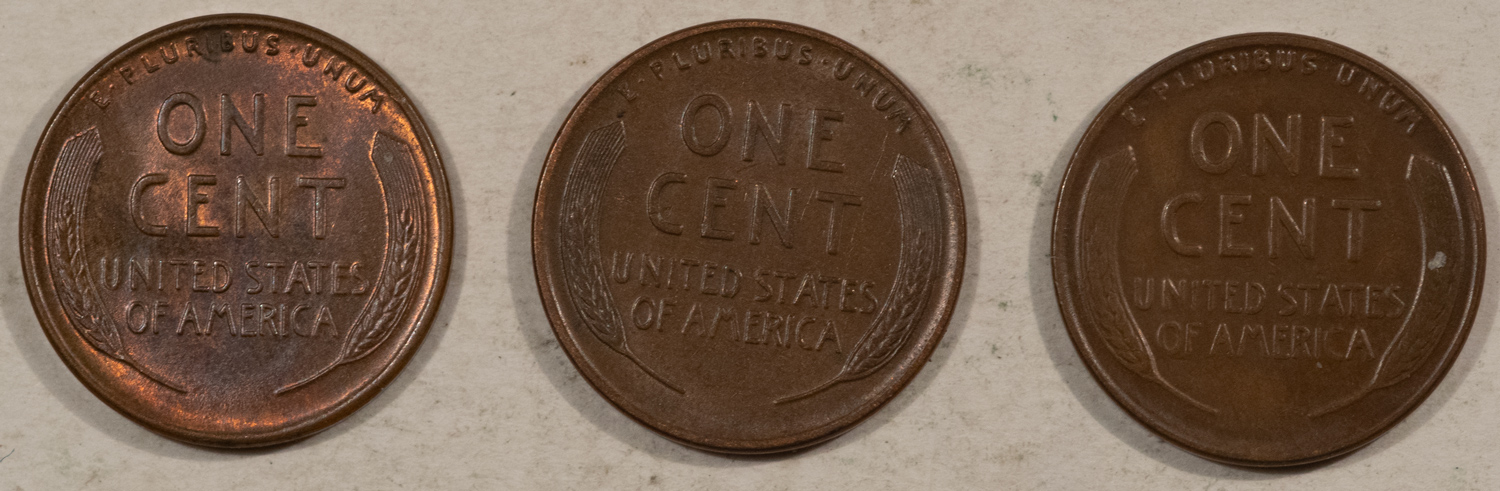 E · PLURIBUS · UNUM
ONE
CENT
UNITED STATES
OF AMERICA
E · PLURIBUS · UNUM
ONE
CENT
UNITED STATES
OF AMERICA
E · PLURIBUS · UNUM
ONE
CENT
UNITED STATES
OF AMERICA